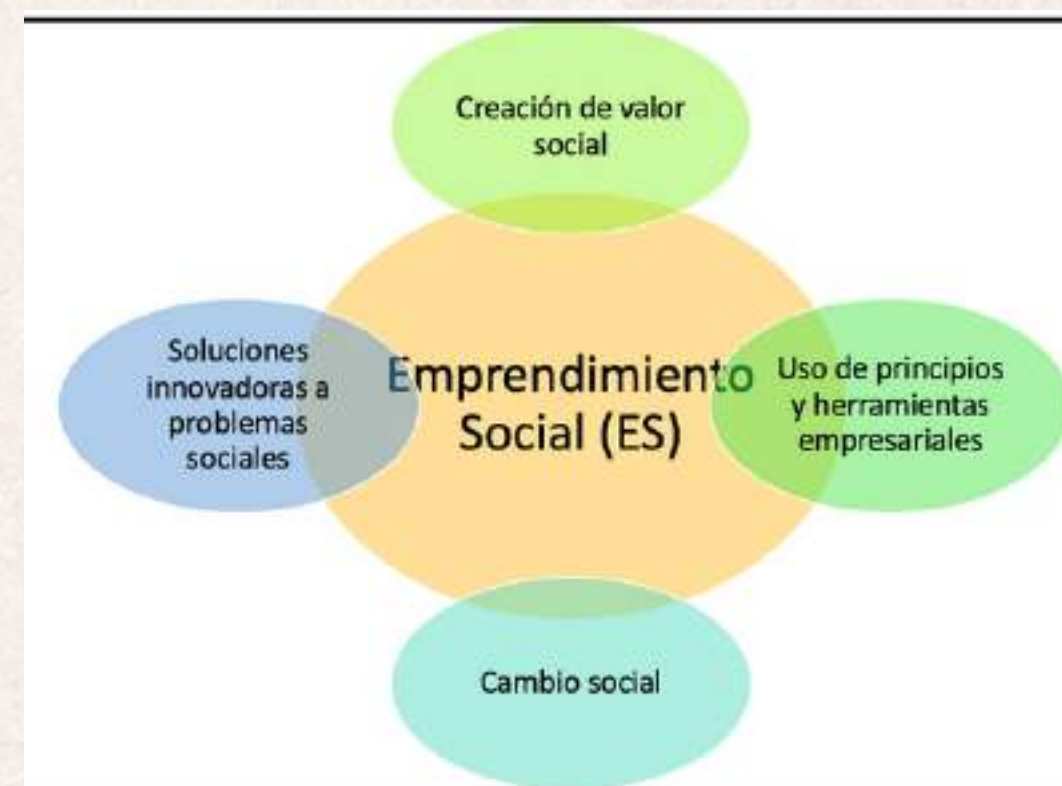 Creación de valor
social
Soluciones
innovadoras a
problemas
sociales
Emprendimiento
Social (ES)
Uso de principios
y herramientas
empresariales
Cambio social